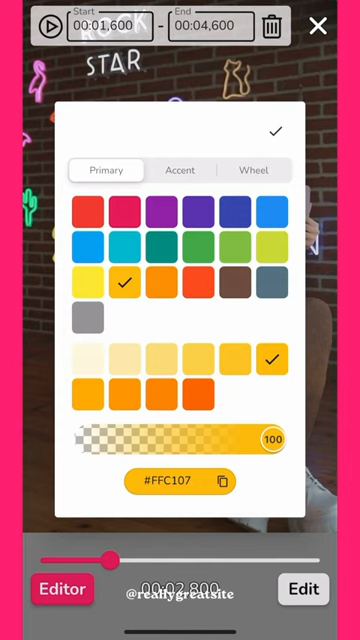 Start
00:01,600
-
End
00:04,600
ROCK
STAR
Primary
Accent
Wheel
100
#FFC107
00:02,800
Editor
@reallygreatsite
Edit